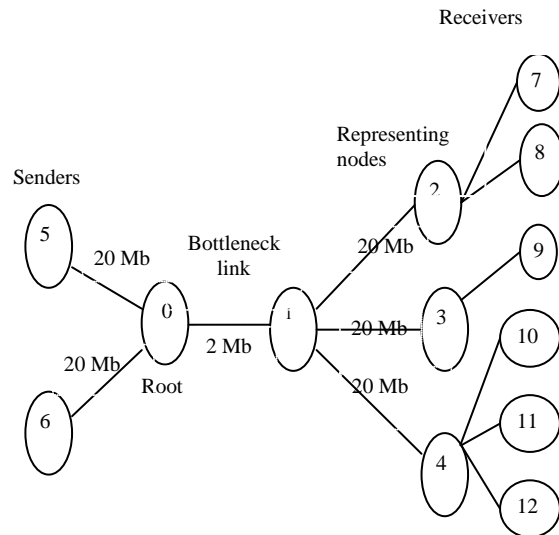 Receivers
7
Representing
nodes
8
2
Senders
5
9
Bottleneck
link
20 Mb
20 Mb
0
1
3
20 Mb
10
2 Mb
20 Mb
20 Mb
Root
6
11
4
12